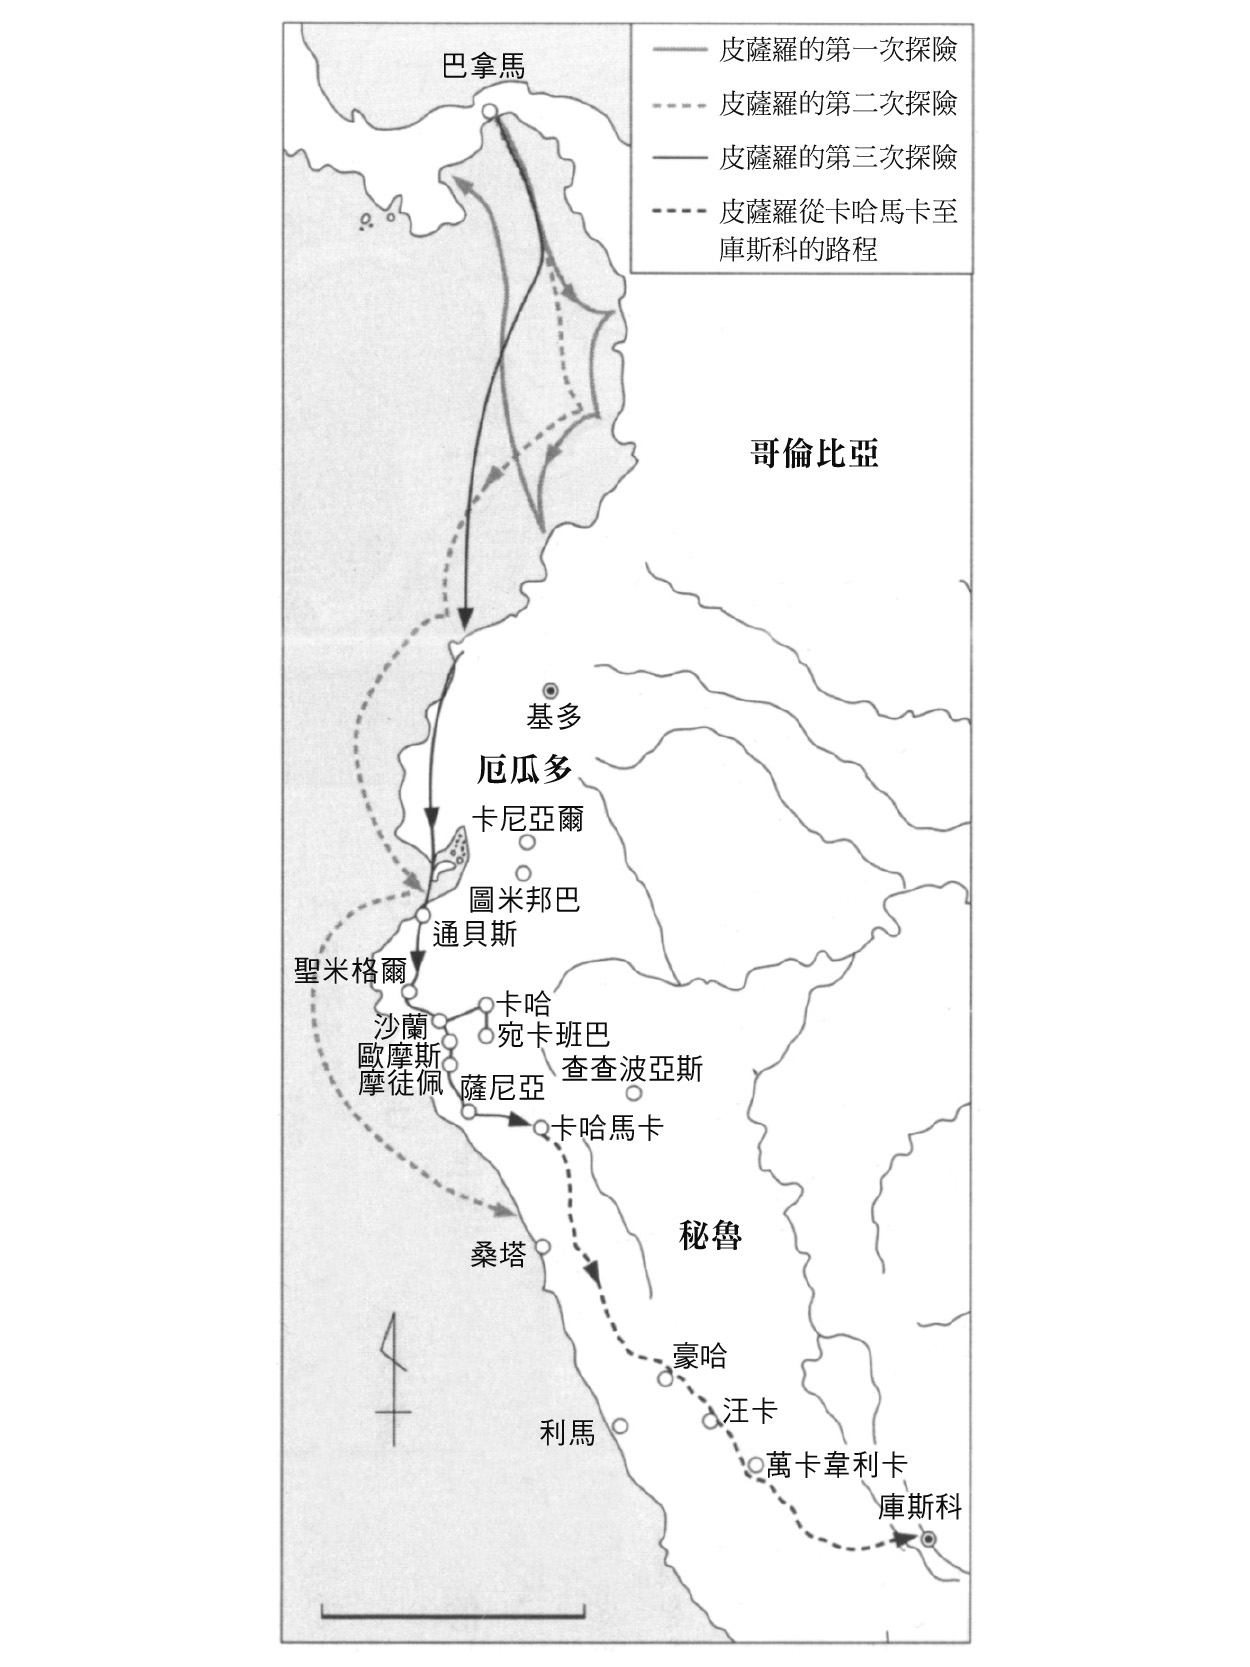 皮薩羅的第一次探險
皮薩羅的第二次探險
皮薩羅的第三次探險
皮薩羅從卡哈馬卡至
庫斯科的路程
巴拿馬
哥倫比亞
基多
厄瓜多
卡尼亞爾
圖米邦巴
通貝斯
聖米格爾
卡哈
沙蘭
宛卡班巴
歐摩斯
查查波亞斯
摩徒佩
薩尼亞
卡哈馬卡
秘魯
桑塔
豪哈
汪卡
利馬
萬卡韋利卡
庫斯科